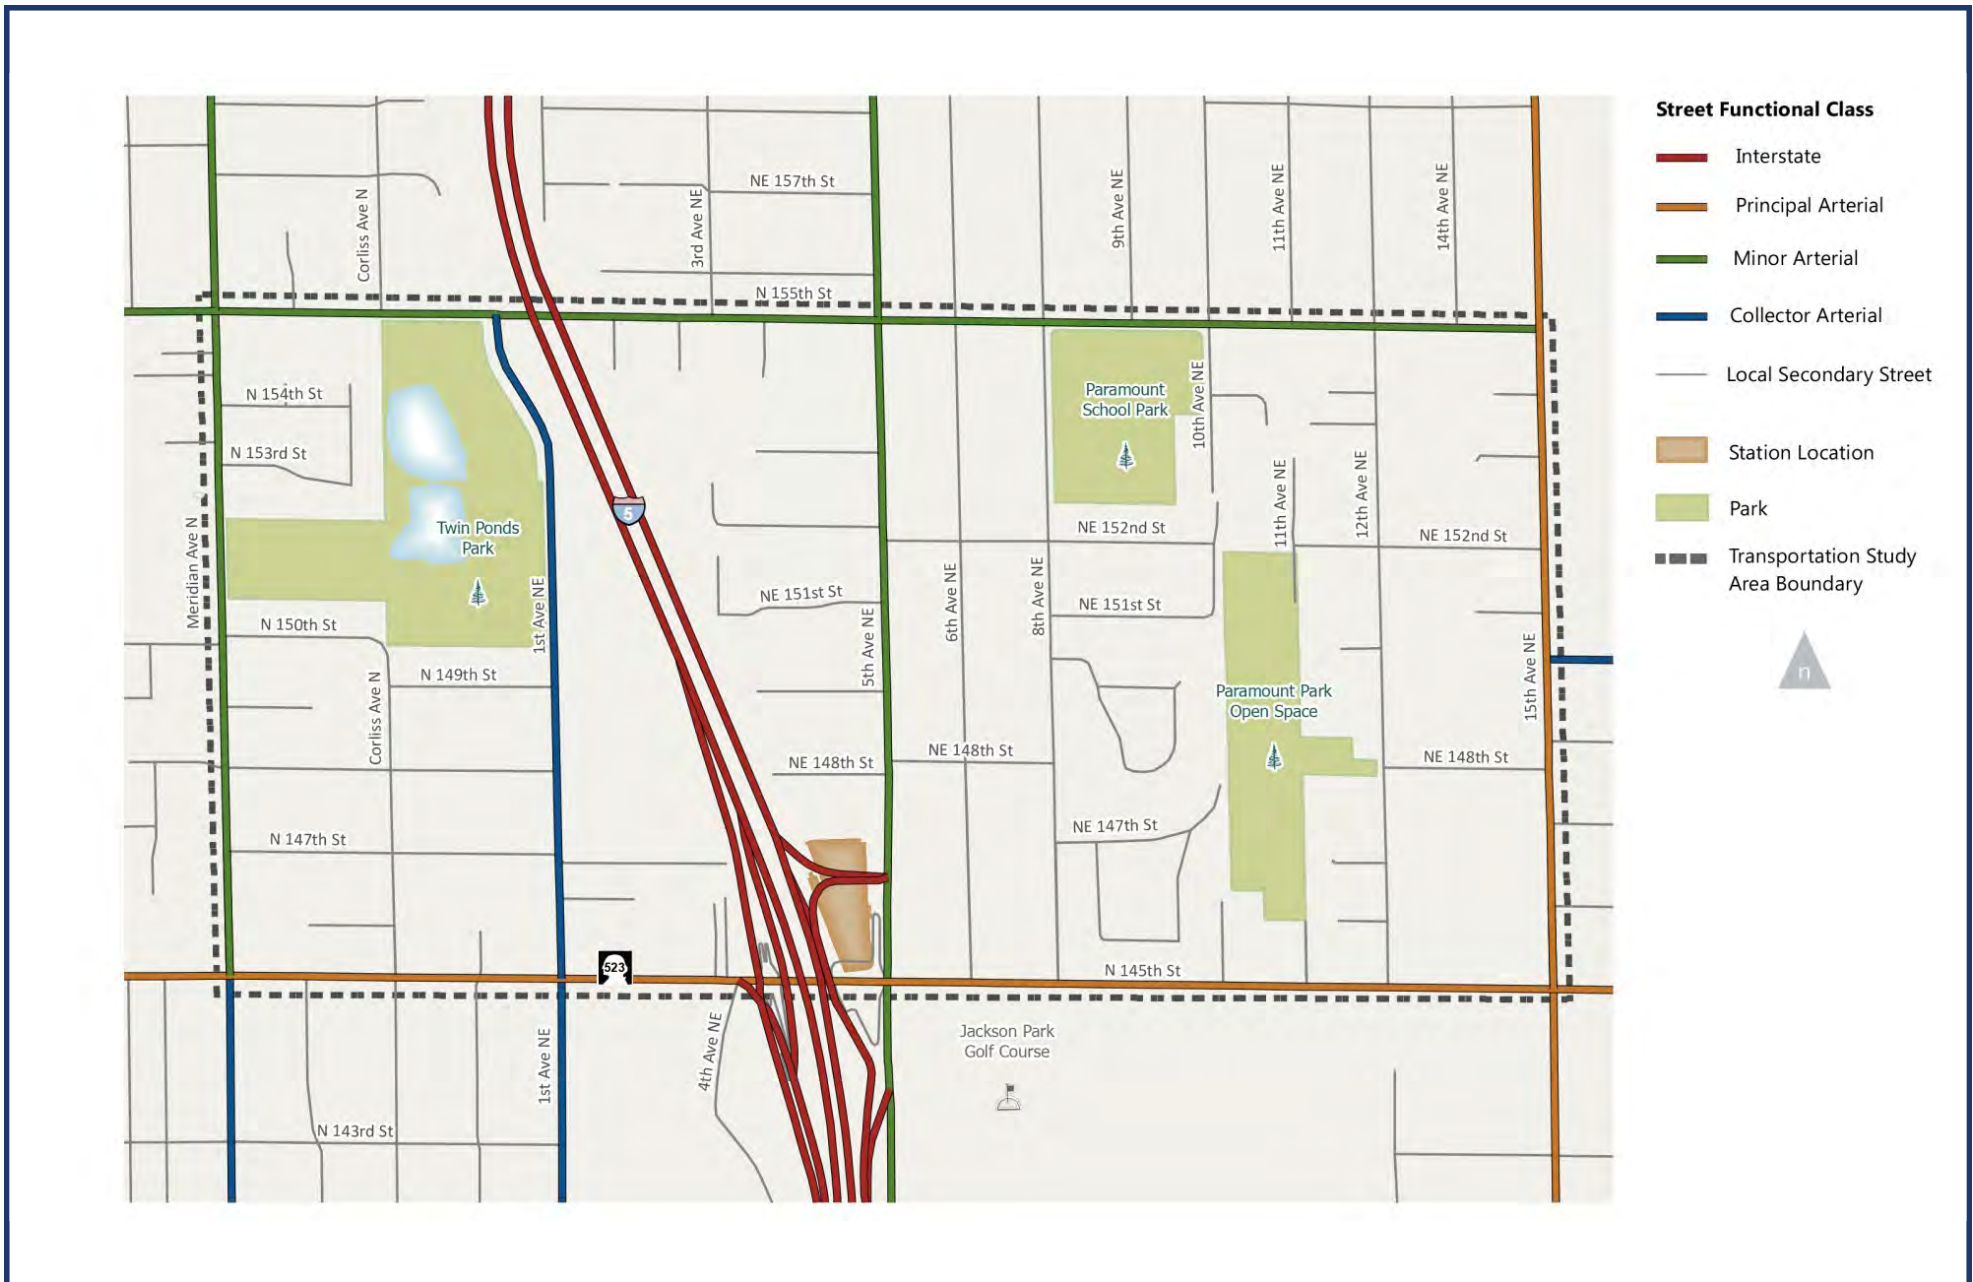 Street Functional Class
Interstate
Principal Arterial
Minor Arterial
Collector Arterial
Local Secondary Street
Station Location
Park
Transportation Study
Area Boundary
n
Corliss Ave N
3rd Ave NE
NE 157th St
9th Ave NE
11th Ave NE
14th Ave NE
N 155th St
N 154th St
N 153rd St
Paramount
School Park
10th Ave NE
5
Twin Ponds
Park
Meridian Ave N
1st Ave NE
NE 152nd St
11th Ave NE
12th Ave NE
NE 152nd St
NE 151st St
5th Ave NE
6th Ave NE
8th Ave NE
NE 151st St
N 150th St
N 149th St
Corliss Ave N
Paramount Park
Open Space
15th Ave NE
NE 148th St
NE 148th St
NE 148th St
N 147th St
NE 147th St
523
N 145th St
1st Ave NE
4th Ave NE
Jackson Park
Golf Course
N 143rd St